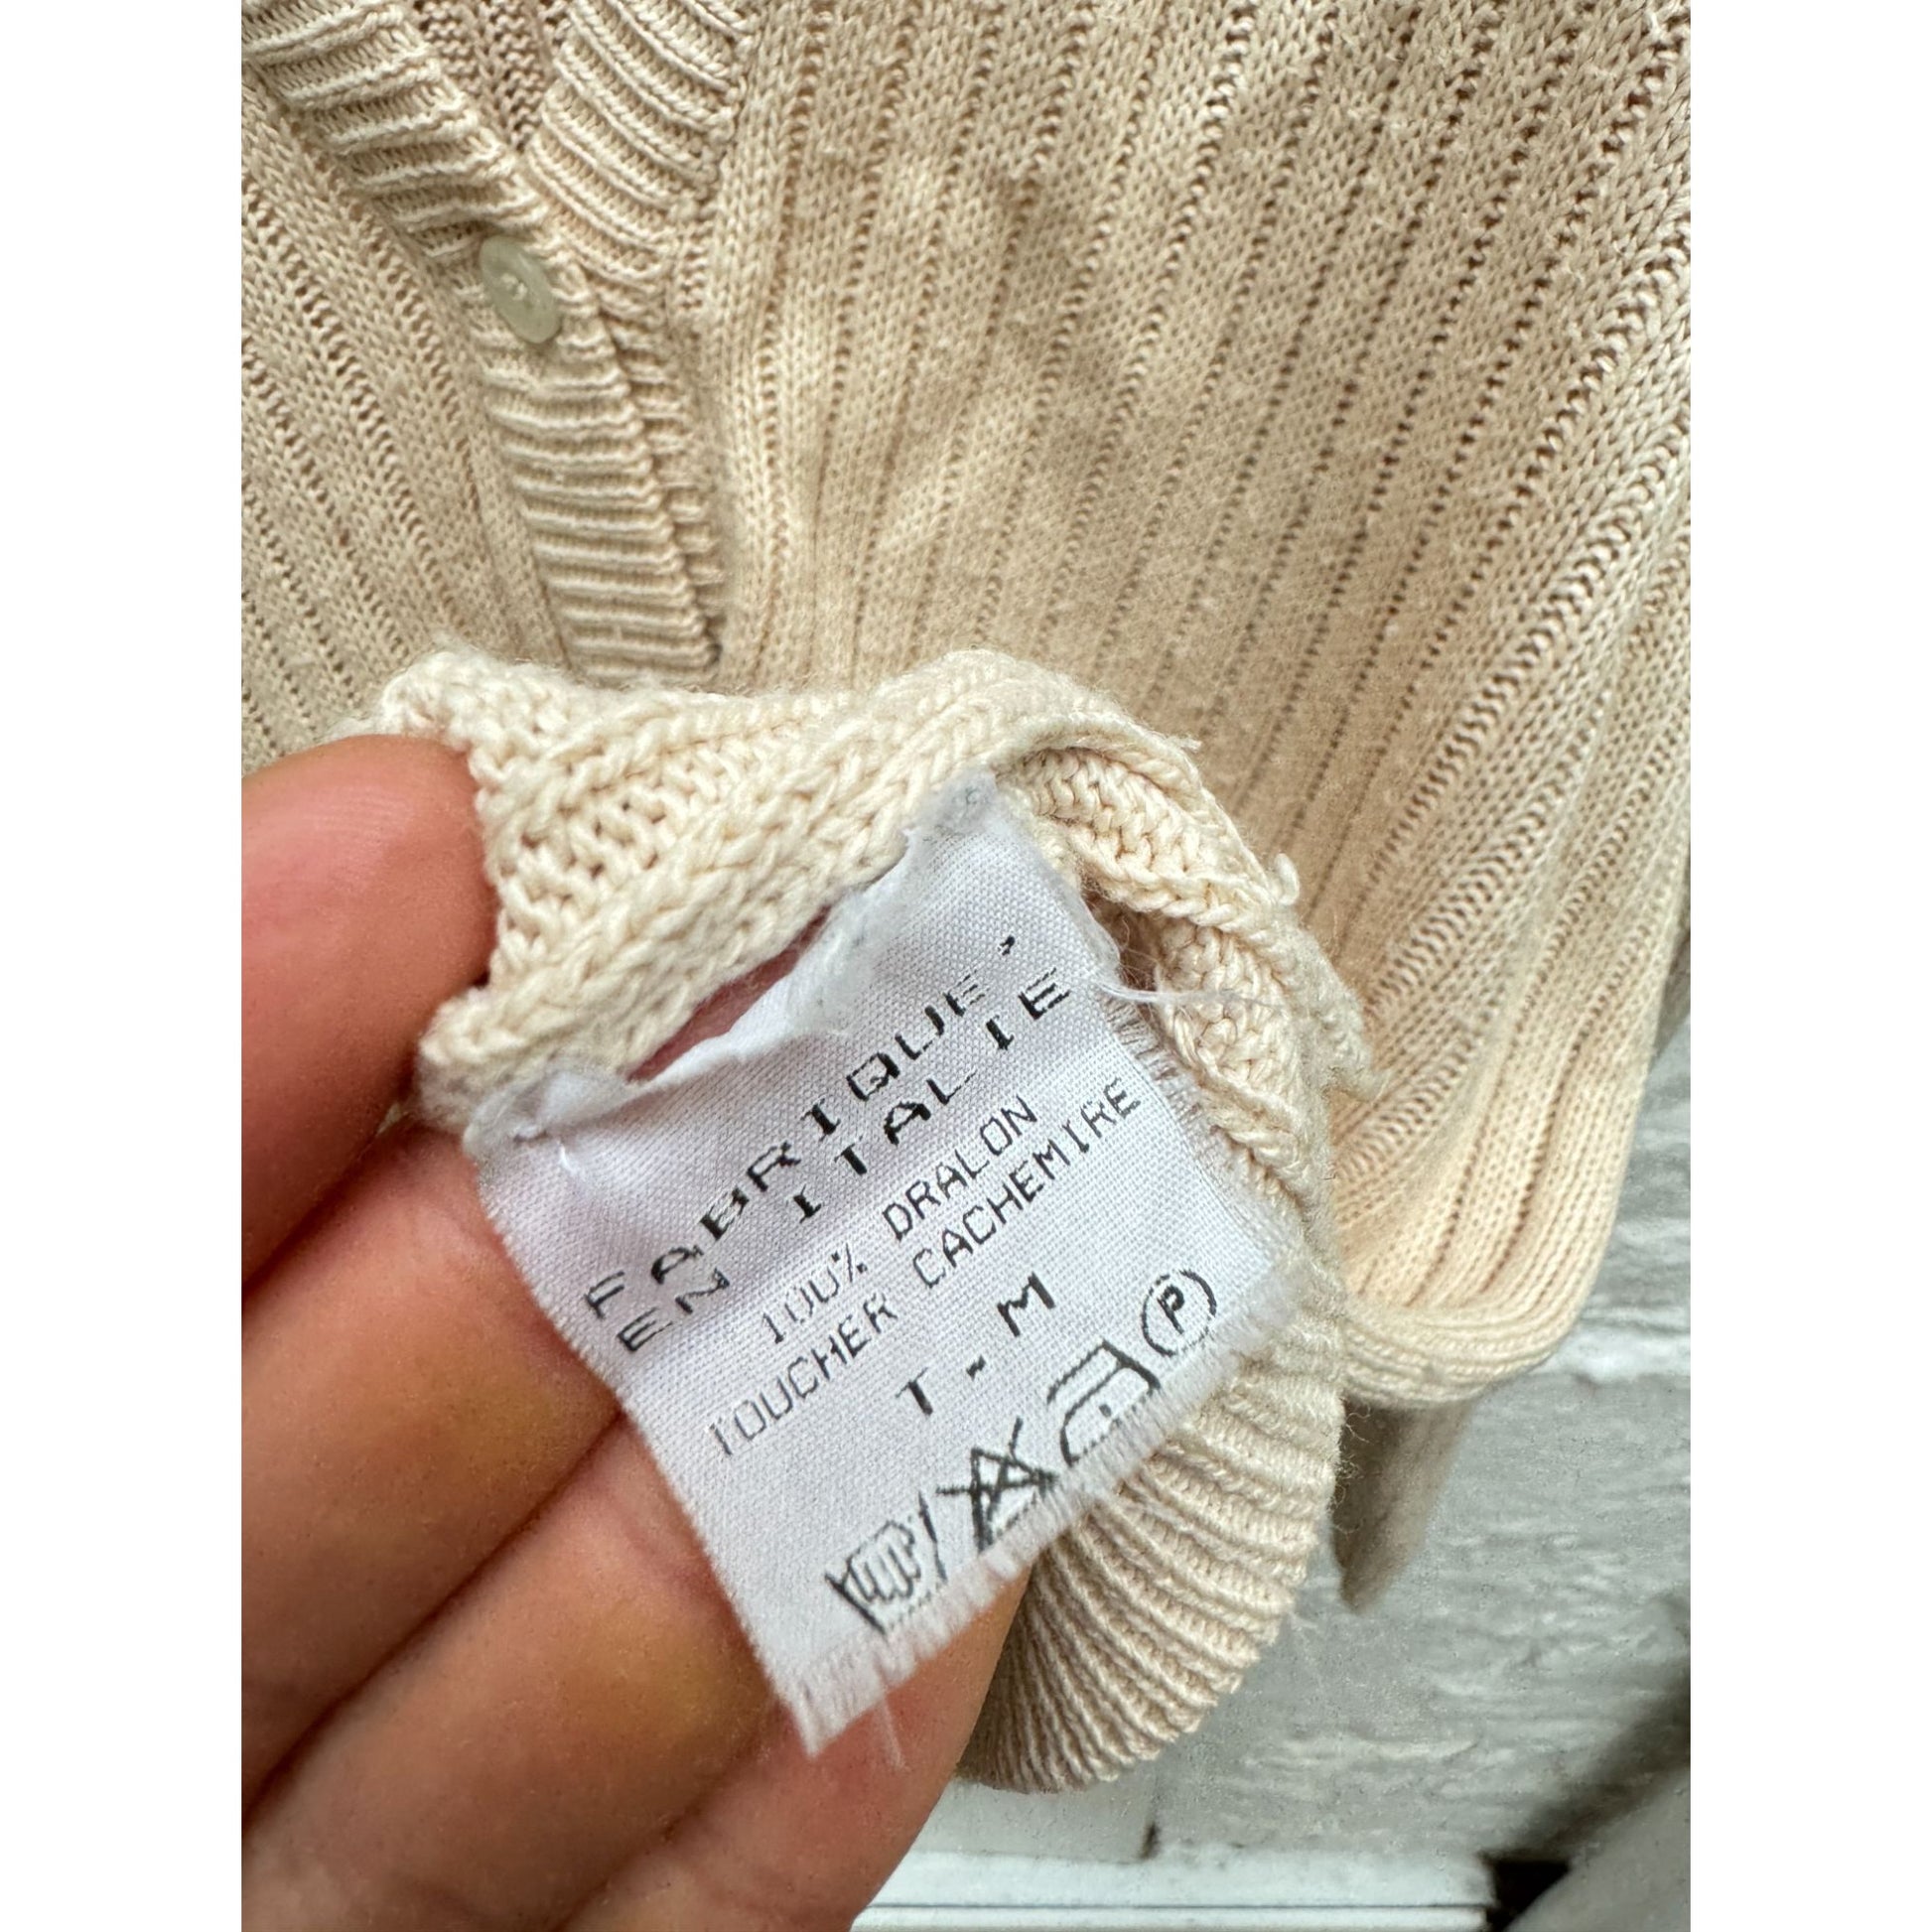 FABRIQUE'
EN ITALIE
100% DRALON
TOUCHER CACHEMIRE
T-M
P